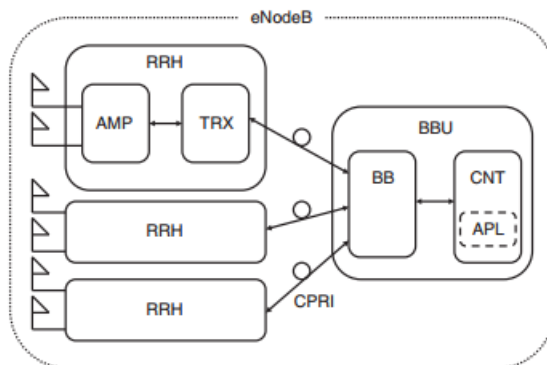 eNodeB
RRH
AMP
TRX
BBU
BB
CNT
APL
RRH
RRH
CPRI